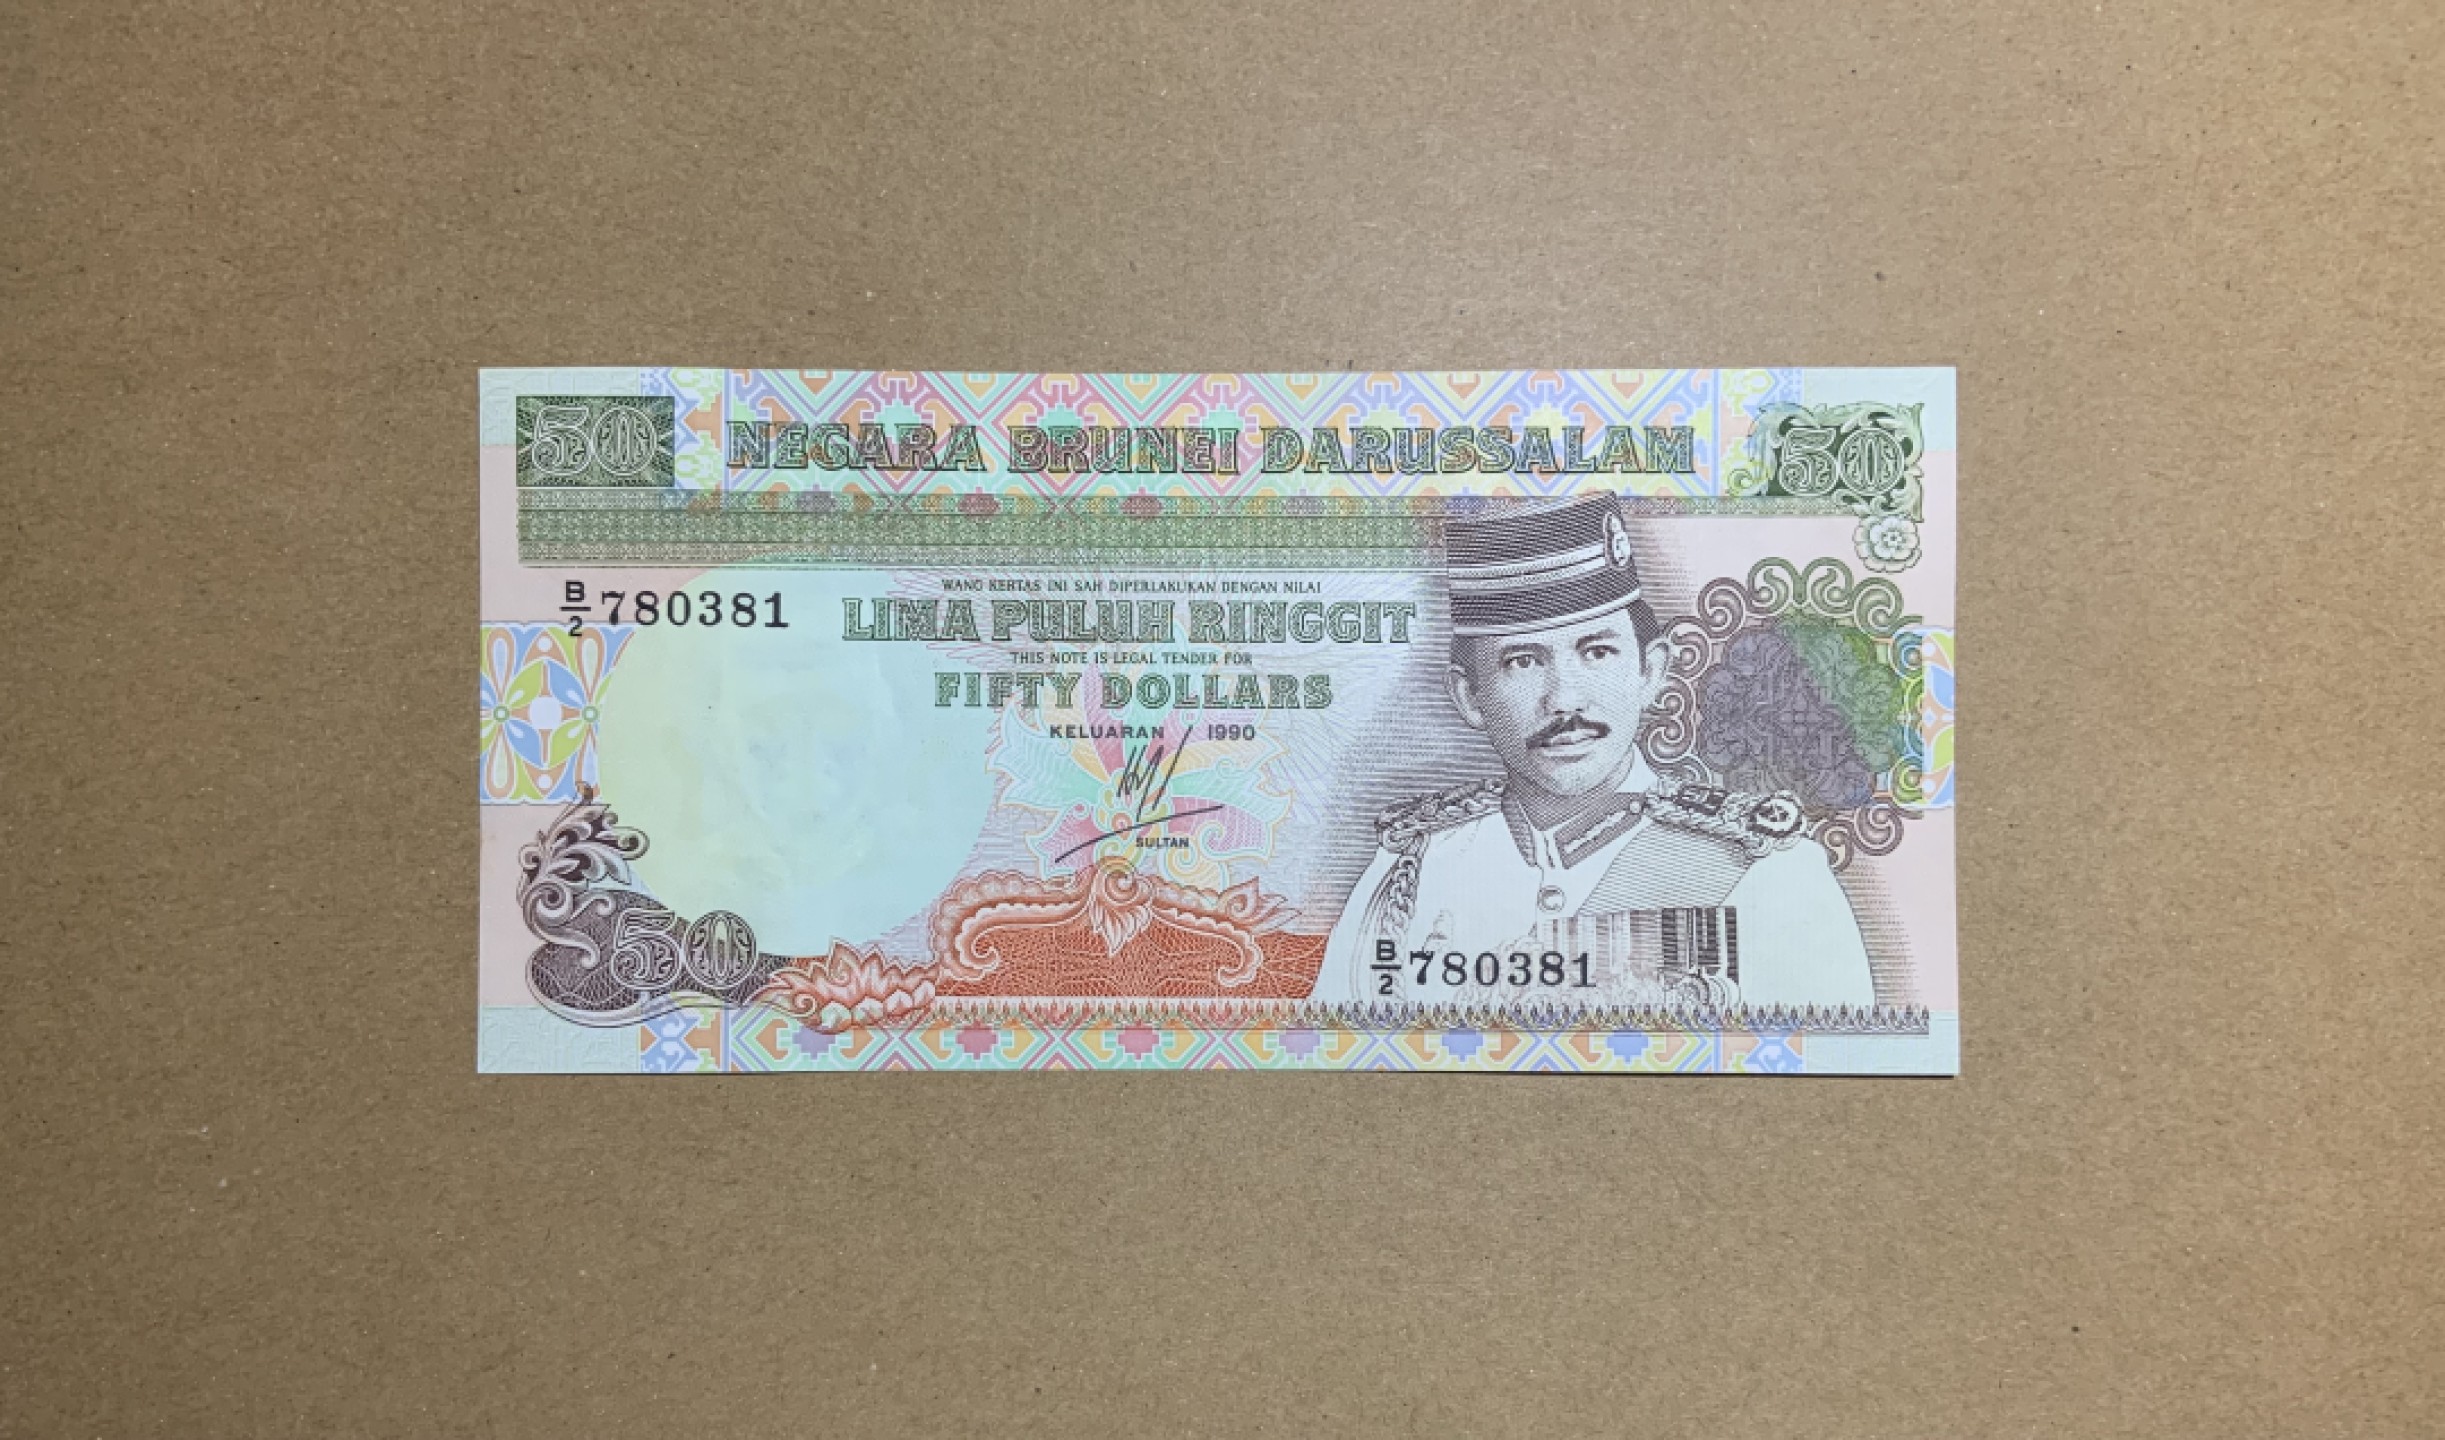 50 NEGARA BRUNEI DARUSSALAM 50
B/2 780381
WANG KERTAS INI SAH DIPERLAKUKAN DENGAN NILAI
LIMA PULUH RINGGIT
THIS NOTE IS LEGAL TENDER FOR
FIFTY DOLLARS
KELUARAN 1990
SULTAN
50
B/2 780381